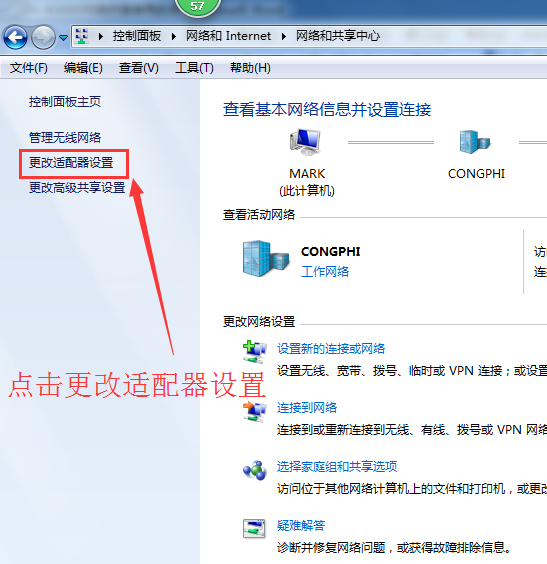 57
控制面板 网络和 Internet 网络和共享中心
文件(F) 编辑(E) 查看(V) 工具(T) 帮助(H)
控制面板主页
管理无线网络
更改适配器设置
更改高级共享设置
点击更改适配器设置
查看基本网络信息并设置连接
MARK
(此计算机)
CONGPHI
查看活动网络
CONGPHI
工作网络
访
连
更改网络设置
设置新的连接或网络
设置无线、宽带、拨号、临时或 VPN 连接；或设置
连接到网络
连接到或重新连接到无线、有线、拨号或 VPN 网络
选择家庭组和共享选项
访问位于其他网络计算机上的文件和打印机，或更改
疑难解答
诊断并修复网络问题，或获得故障排除信息。